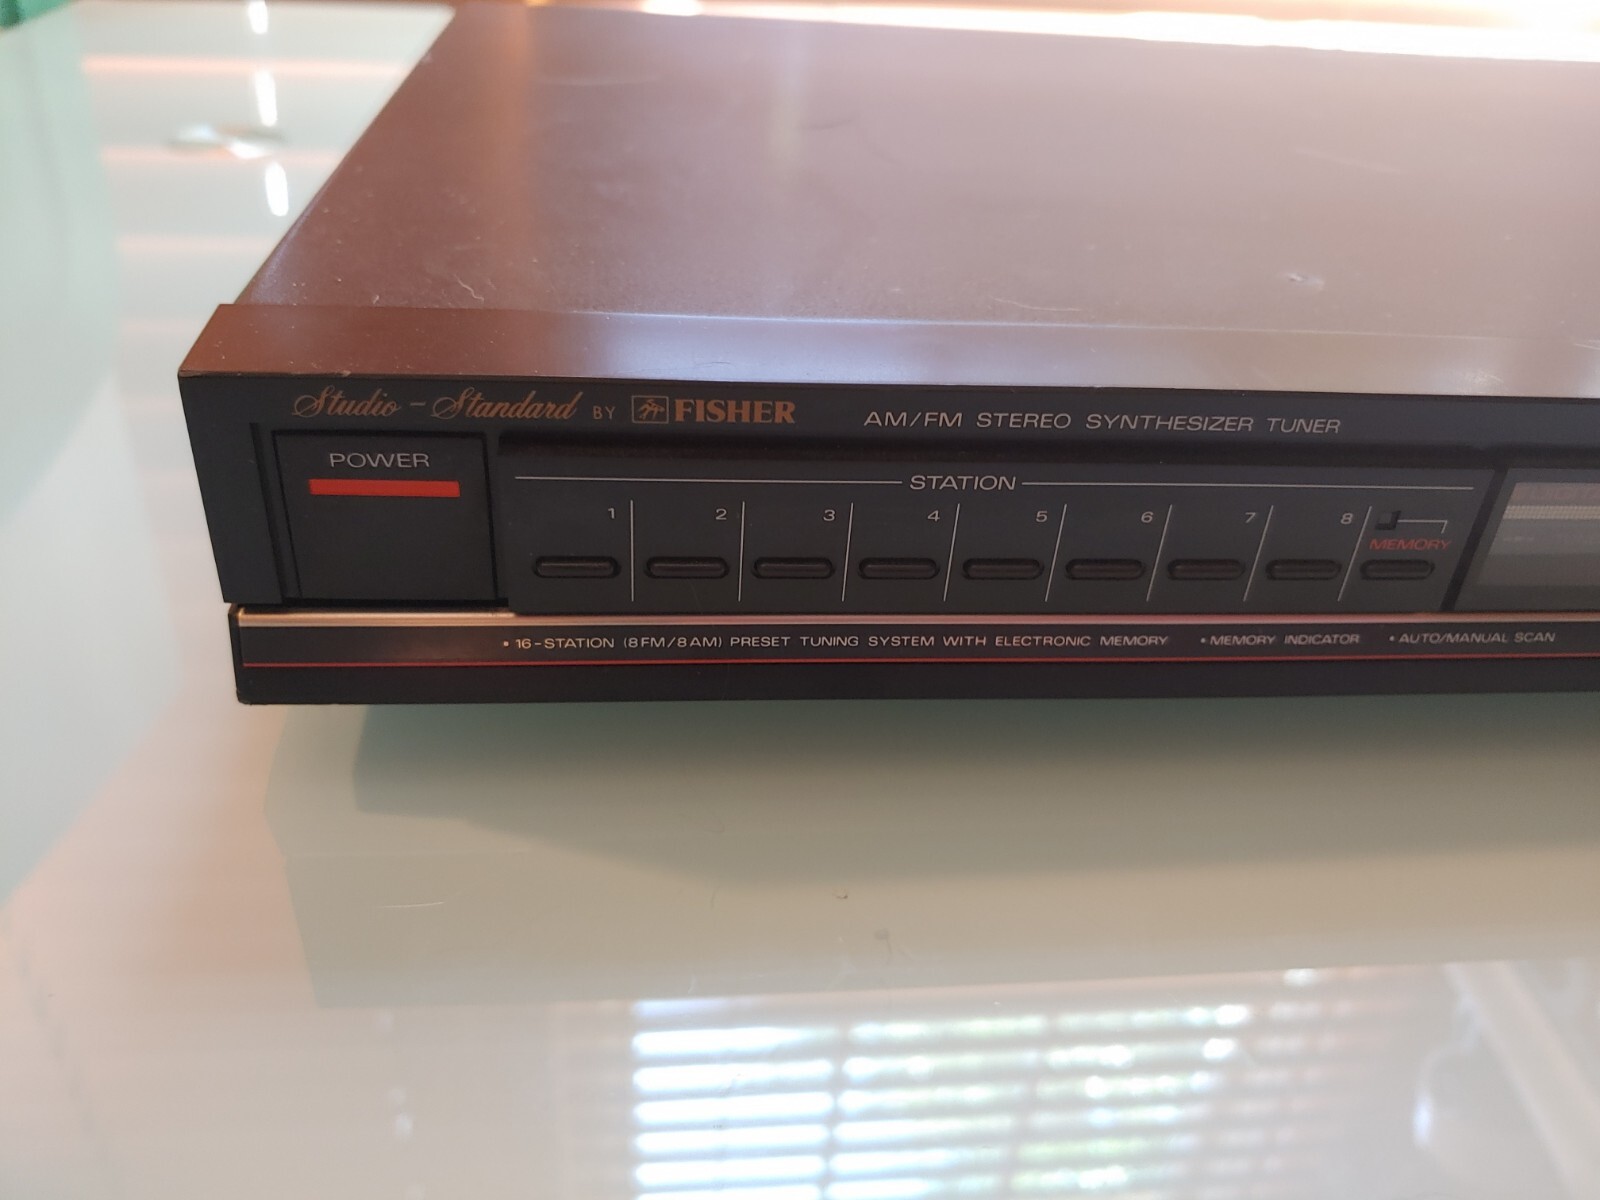 Studio-Standard BY FISHER AM/FM STEREO SYNTHESIZER TUNER
POWER
STATION
1 2 3 4 5 6 7 8
MEMORY
• 16-STATION (8FM/8AM) PRESET TUNING SYSTEM WITH ELECTRONIC MEMORY • MEMORY INDICATOR • AUTO/MANUAL SCAN